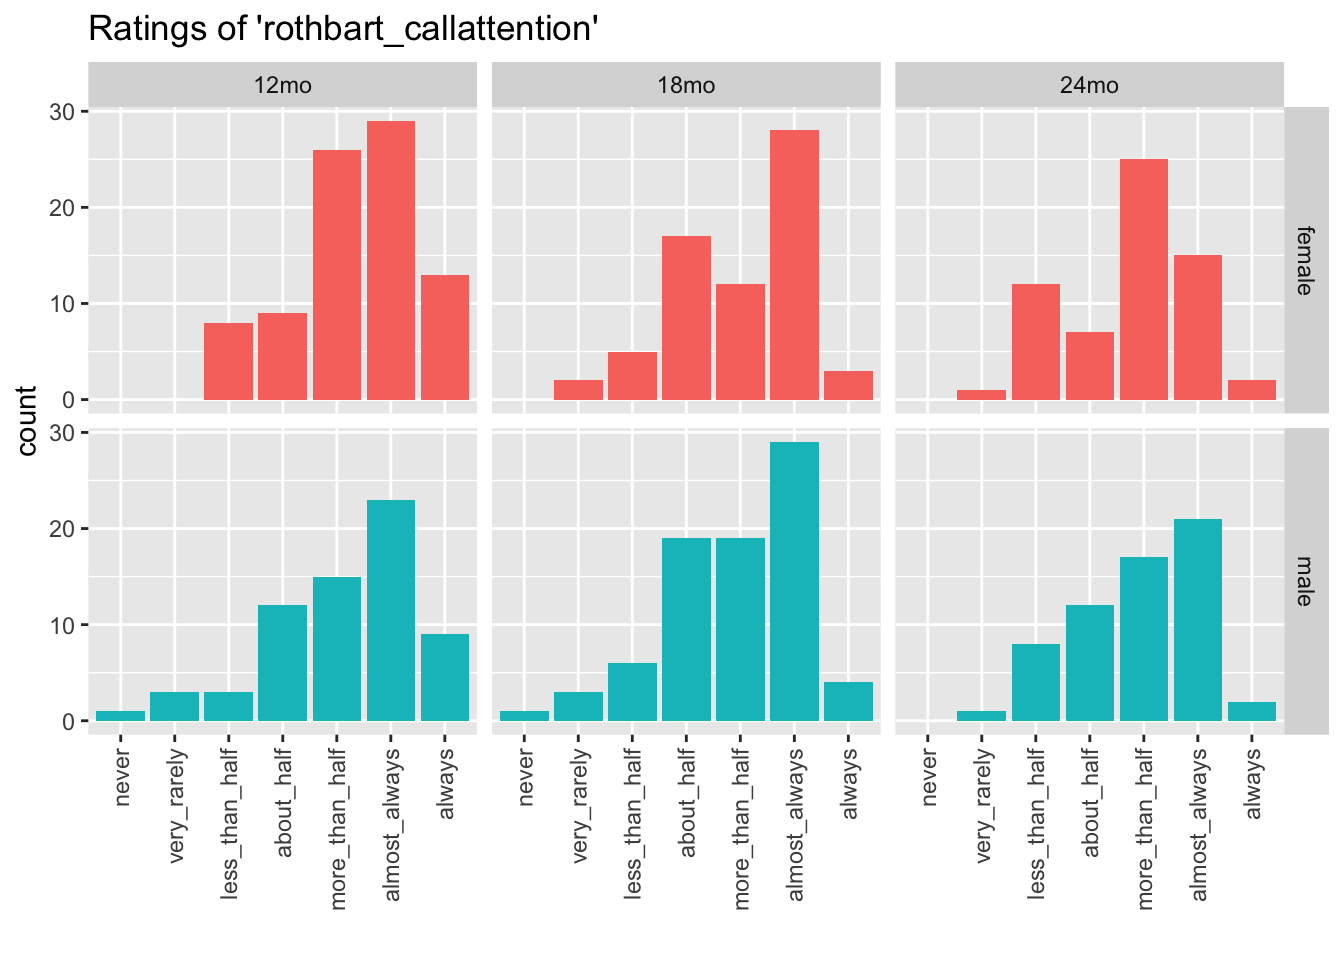 Ratings of 'rothbart_callattention'
12mo 18mo 24mo
30
20
10
0
female
count
30
20
10
0
male
never very_rarely less_than_half about_half more_than_half almost_always always
never very_rarely less_than_half about_half more_than_half almost_always always
never very_rarely less_than_half about_half more_than_half almost_always always